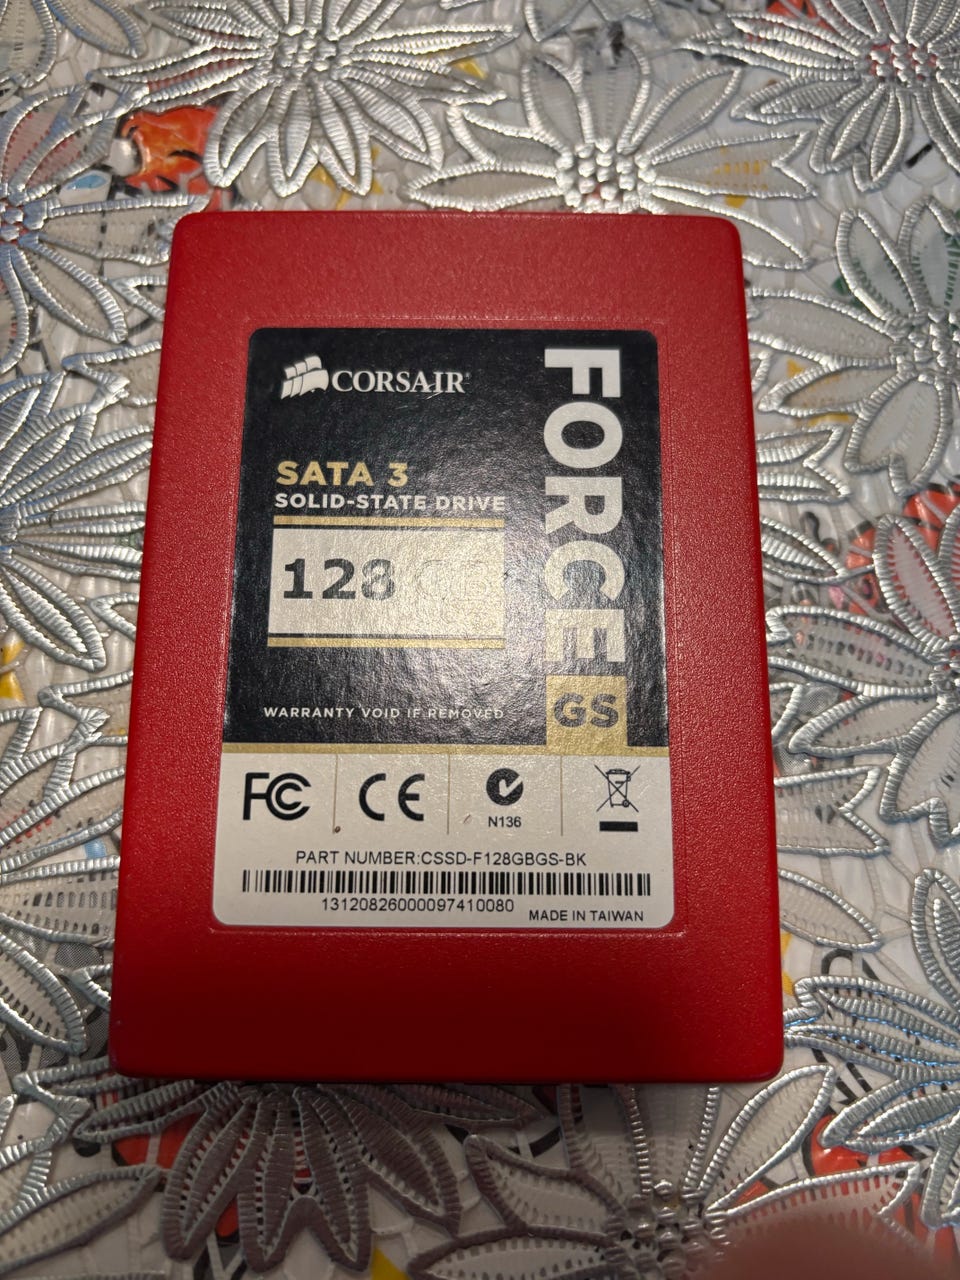 CORSAIR
FORCE
GS
SATA 3
SOLID-STATE DRIVE
128 GB
WARRANTY VOID IF REMOVED
FC CE
N136
PART NUMBER:CSSD-F128GBGS-BK
13120826000097410080
MADE IN TAIWAN